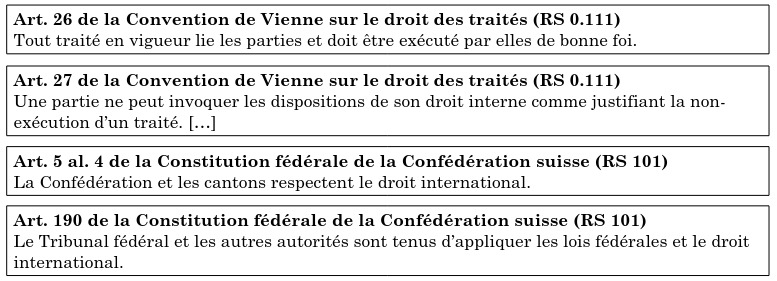 Art. 26 de la Convention de Vienne sur le droit des traités (RS 0.111)
Tout traité en vigueur lie les parties et doit être exécuté par elles de bonne foi.
Art. 27 de la Convention de Vienne sur le droit des traités (RS 0.111)
Une partie ne peut invoquer les dispositions de son droit interne comme justifiant la non-
exécution d’un traité. […]
Art. 5 al. 4 de la Constitution fédérale de la Confédération suisse (RS 101)
La Confédération et les cantons respectent le droit international.
Art. 190 de la Constitution fédérale de la Confédération suisse (RS 101)
Le Tribunal fédéral et les autres autorités sont tenus d’appliquer les lois fédérales et le droit
international.